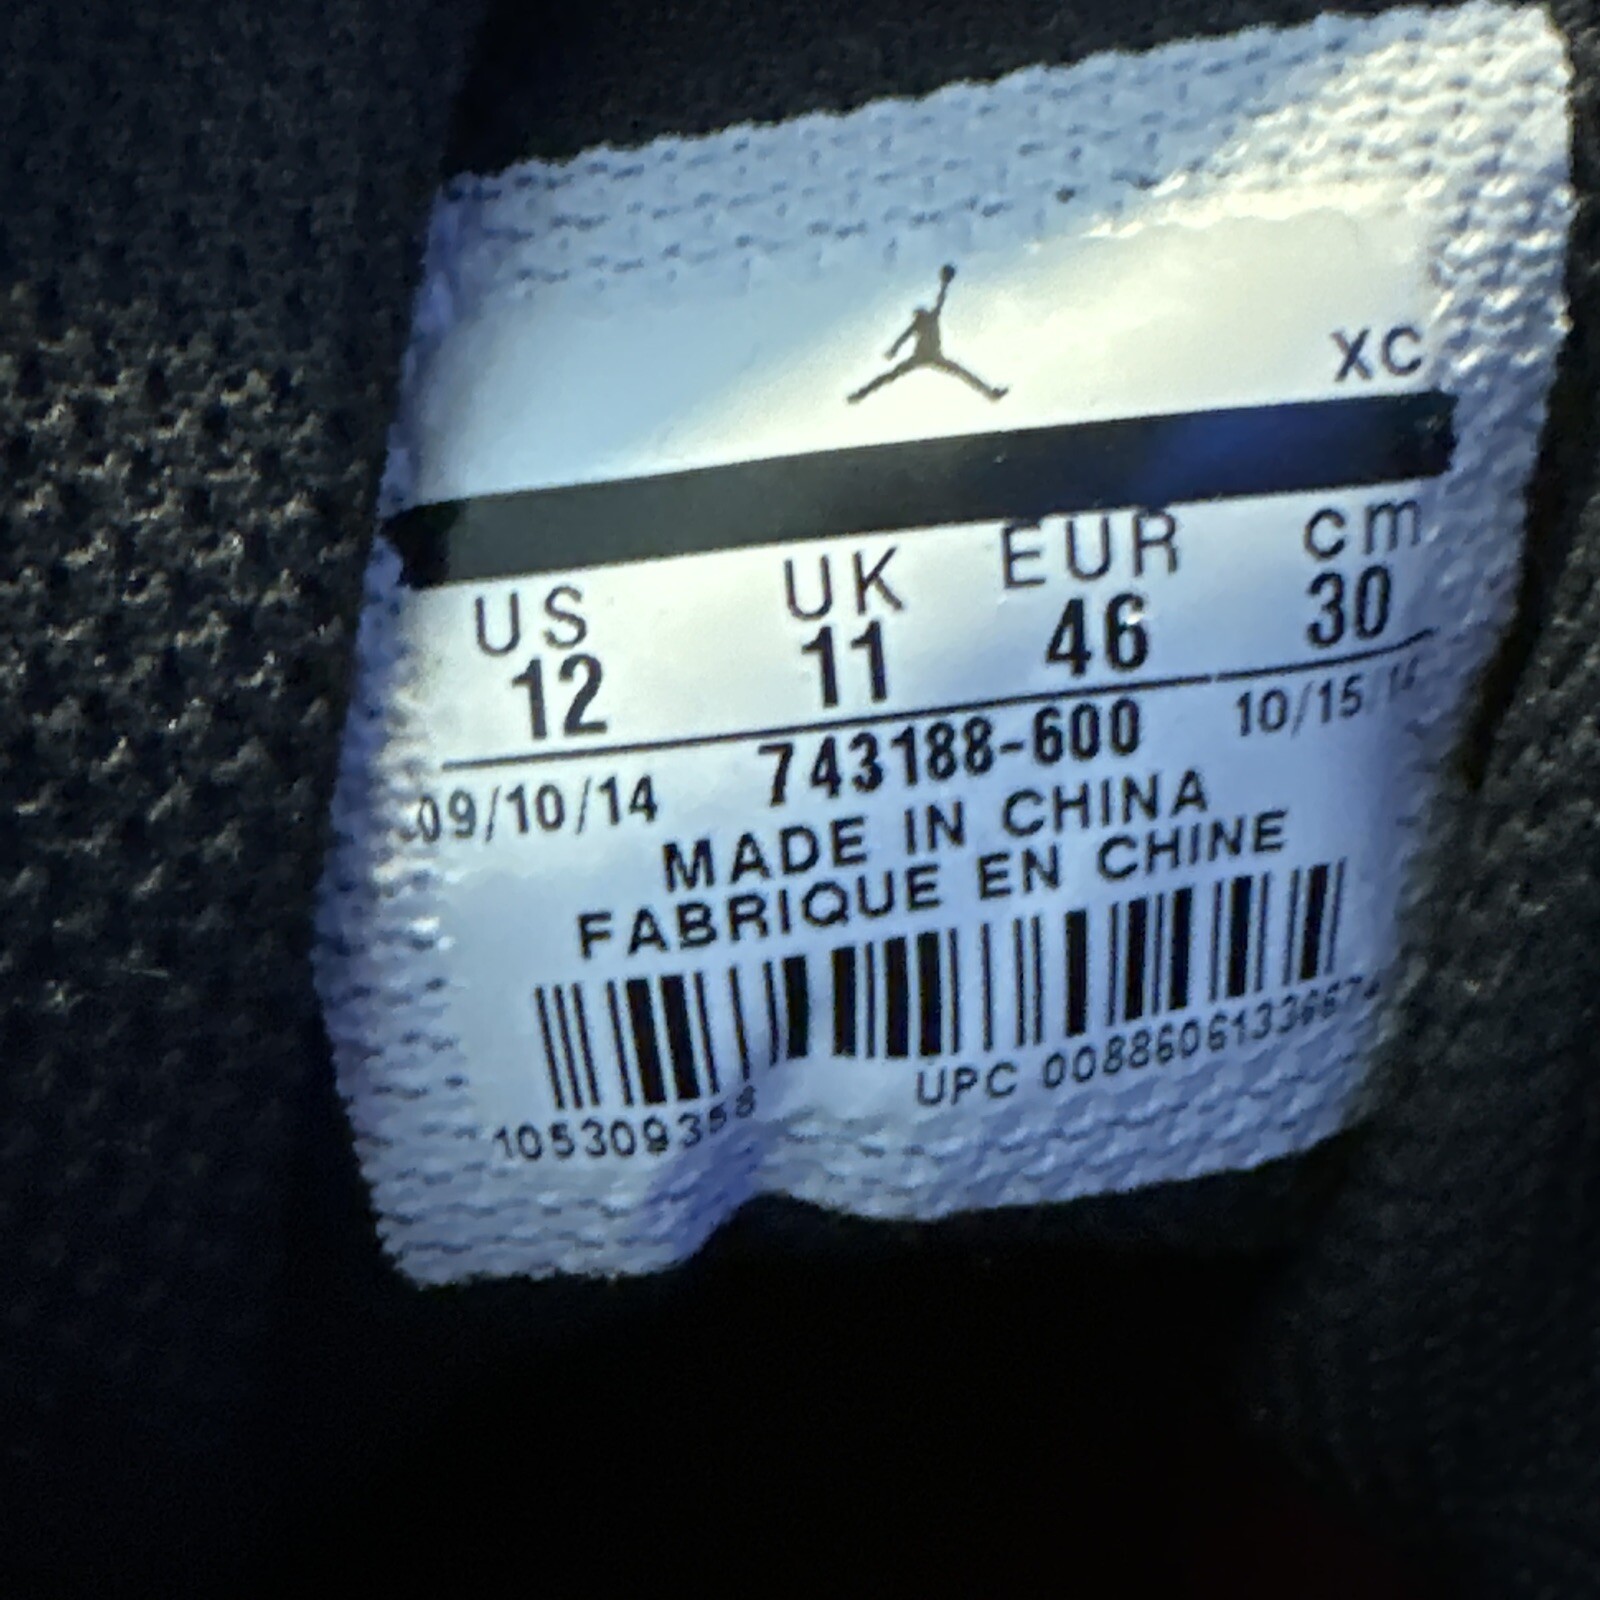 XC
US UK EUR cm
12 11 46 30
09/10/14 743188-600 10/15/14
MADE IN CHINA
FABRIQUE EN CHINE
105309358 UPC 00886061336674